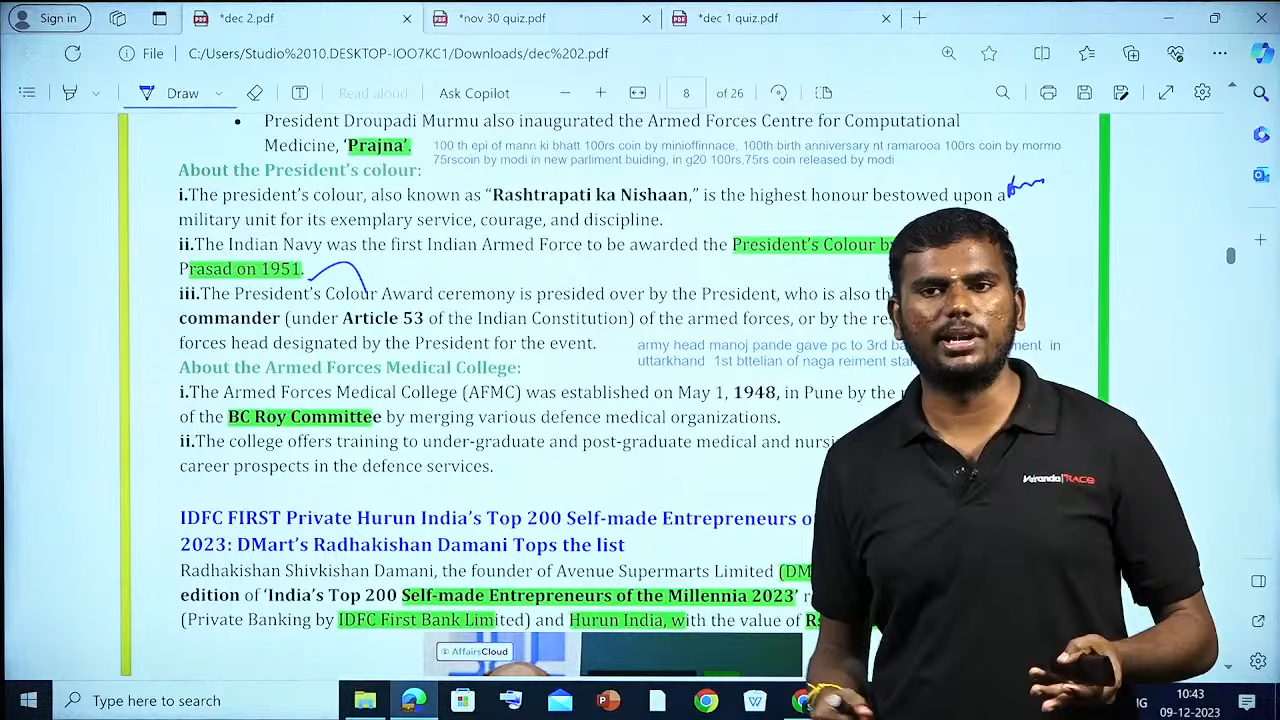 Sign in
*dec 2.pdf
*nov 30 quiz.pdf
*dec 1 quiz.pdf
File
C:/Users/Studio%2010.DESKTOP-IOO7KC1/Downloads/dec%202.pdf
Draw
Read aloud
Ask Copilot
8
of 26
President Droupadi Murmu also inaugurated the Armed Forces Centre for Computational
Medicine, ‘Prajna’.
100 th epi of mann ki bhatt 100rs coin by minioffinnace, 100th birth anniversary nt ramarooa 100rs coin by mormo
75rscoin by modi in new parliment buiding, in g20 100rs,75rs coin released by modi
About the President’s colour:
i.The president’s colour, also known as “Rashtrapati ka Nishaan,” is the highest honour bestowed upon a
military unit for its exemplary service, courage, and discipline.
ii.The Indian Navy was the first Indian Armed Force to be awarded the President’s Colour
Prasad on 1951.
iii.The President’s Colour Award ceremony is presided over by the President, who is also
commander (under Article 53 of the Indian Constitution) of the armed forces, or by the
forces head designated by the President for the event.
army head manoj pande gave pc to 3rd in
uttarkhand 1st bttelian of naga reiment
About the Armed Forces Medical College:
i.The Armed Forces Medical College (AFMC) was established on May 1, 1948, in Pune by the
of the BC Roy Committee by merging various defence medical organizations.
ii.The college offers training to under-graduate and post-graduate medical and
career prospects in the defence services.
IDFC FIRST Private Hurun India’s Top 200 Self-made Entrepreneurs
2023: DMart’s Radhakishan Damani Tops the list
Radhakishan Shivkishan Damani, the founder of Avenue Supermarts Limited
edition of ‘India’s Top 200 Self-made Entrepreneurs of the Millennia 2023’
(Private Banking by IDFC First Bank Limited) and Hurun India, with the value of
AffairsCloud
Veranda RACE
Type here to search
10:43
09-12-2023